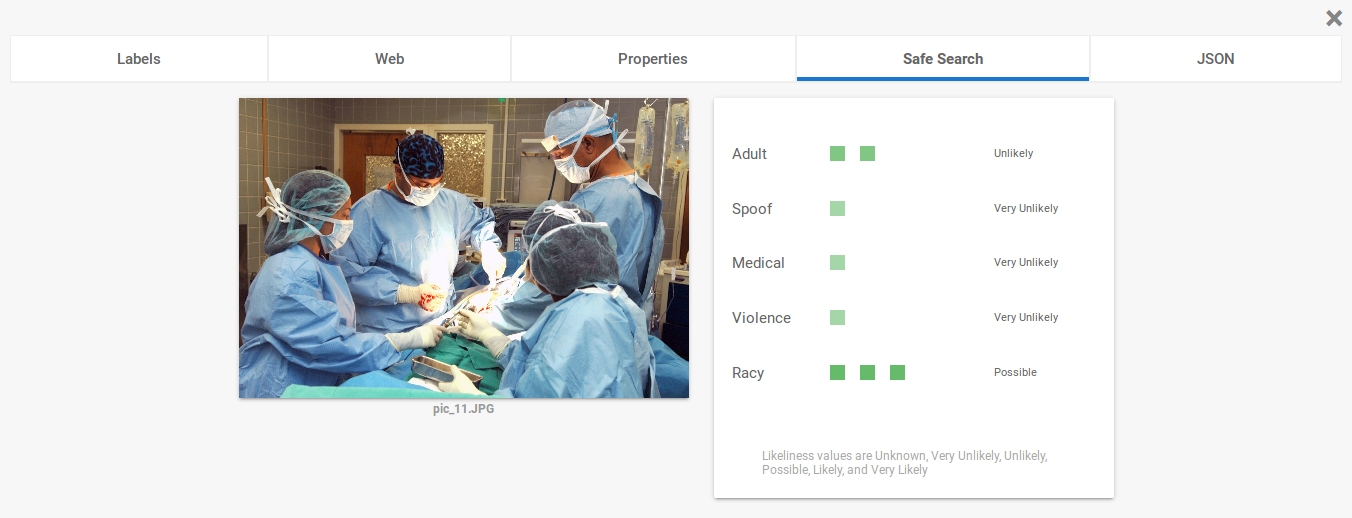 Labels
Web
Properties
Safe Search
JSON
pic_11.JPG
Adult
Unlikely
Spoof
Very Unlikely
Medical
Very Unlikely
Violence
Very Unlikely
Racy
Possible
Likeliness values are Unknown, Very Unlikely, Unlikely,
Possible, Likely, and Very Likely